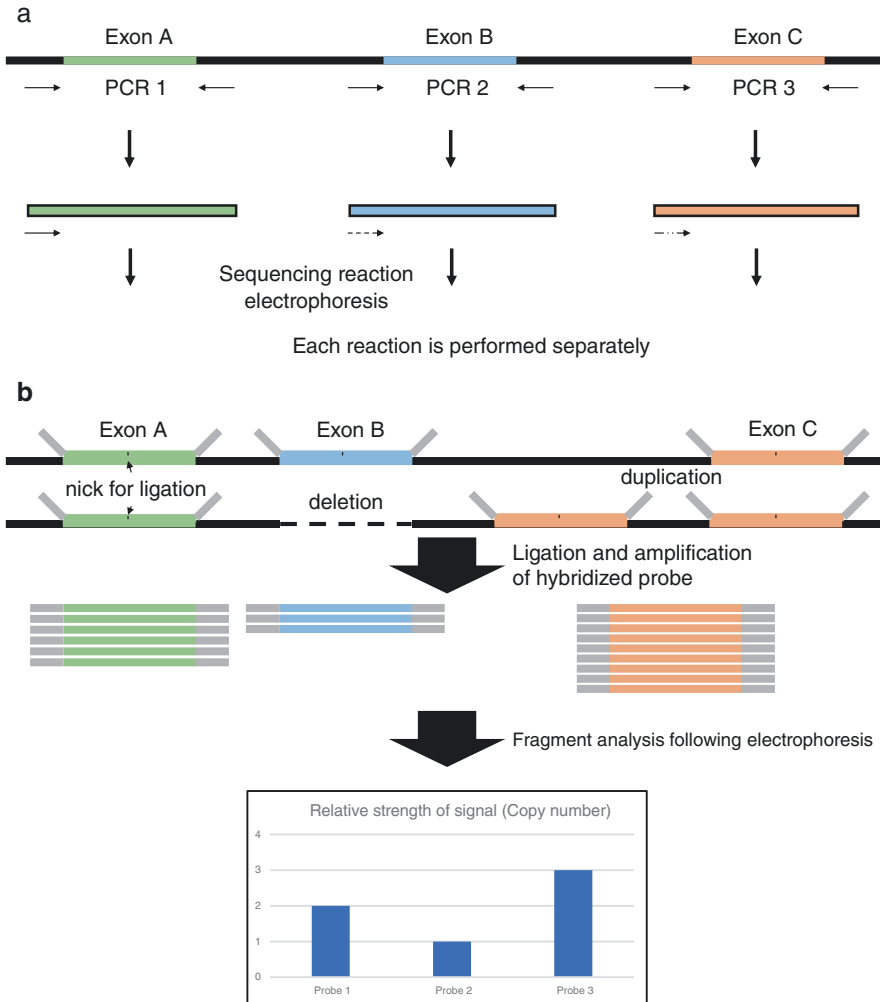 a
Exon A Exon B Exon C
PCR 1 PCR 2 PCR 3
Sequencing reaction
electrophoresis
Each reaction is performed separately
b
Exon A Exon B Exon C
nick for ligation
deletion
duplication
Ligation and amplification
of hybridized probe
Fragment analysis following electrophoresis
Relative strength of signal (Copy number)
4
3
2
1
0
Probe 1 Probe 2 Probe 3